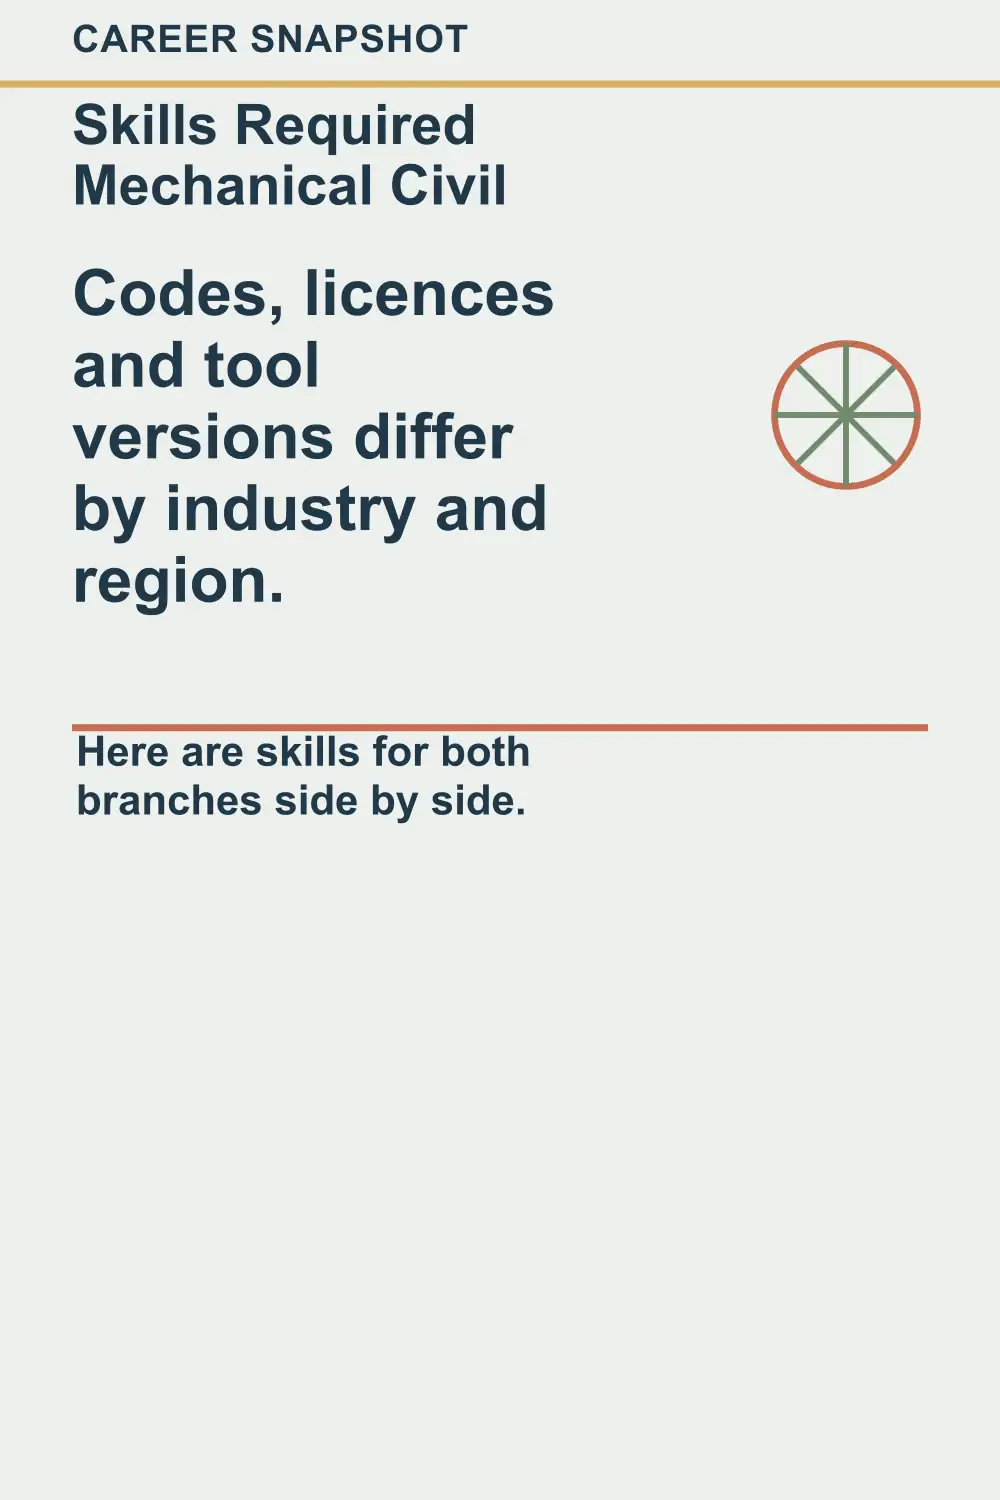 CAREER SNAPSHOT
Skills Required
Mechanical Civil
Codes, licences
and tool
versions differ
by industry and
region.
Here are skills for both
branches side by side.